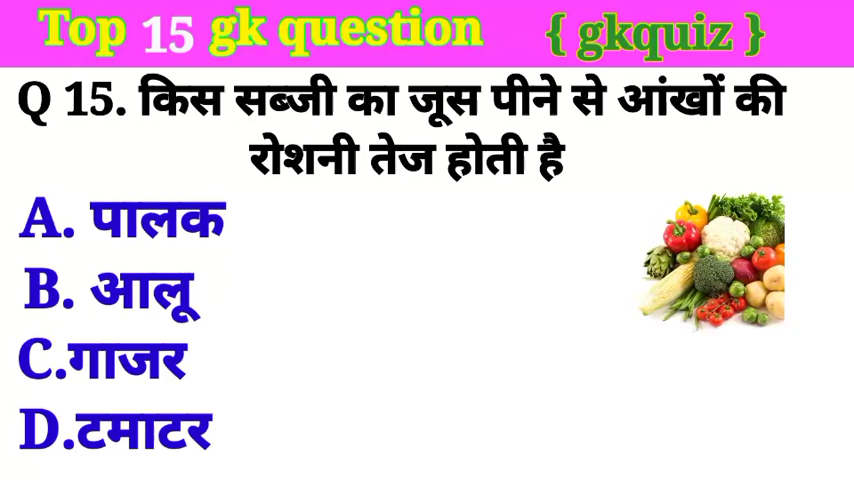 Top 15 gk question { gkquiz }
Q 15. किस सब्जी का जूस पीने से आंखों की
रोशनी तेज होती है
A. पालक
B. आलू
C.गाजर
D.टमाटर